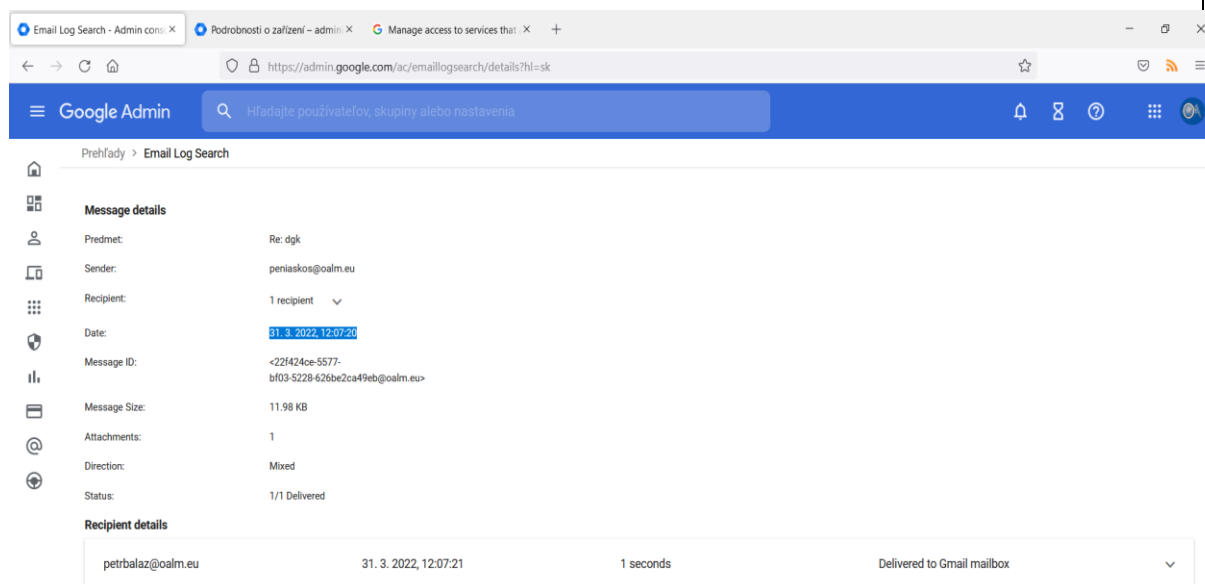 Email Log Search - Admin conso
Podrobnosti o zařízení – admin.
Manage access to services that a
https://admin.google.com/ac/emaillogsearch/details?hl=sk
Google Admin
Hľadajte používateľov, skupiny alebo nastavenia
Prehľady > Email Log Search
Message details
Predmet: Re: dgk
Sender: peniaskos@oalm.eu
Recipient: 1 recipient
Date: 31. 3. 2022, 12:07:20
Message ID: <22f424ce-5577-
bf03-5228-626be2ca49eb@oalm.eu>
Message Size: 11.98 KB
Attachments: 1
Direction: Mixed
Status: 1/1 Delivered
Recipient details
petrbalaz@oalm.eu 31. 3. 2022, 12:07:21 1 seconds Delivered to Gmail mailbox